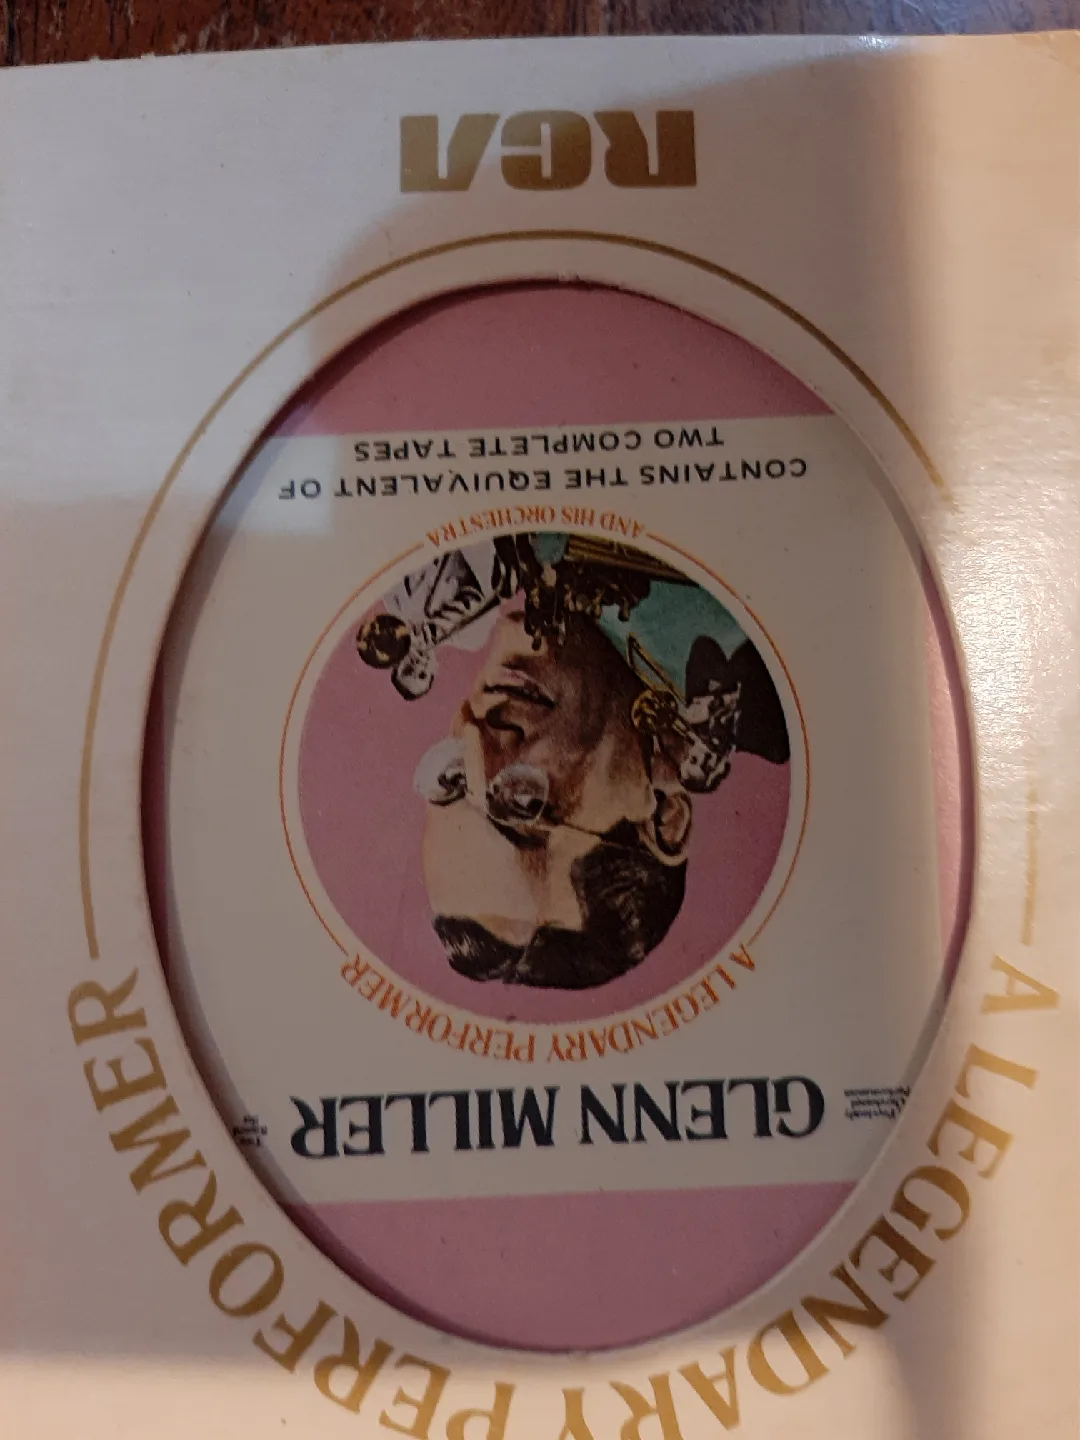 A LEGENDARY PERFORMER
GLENN MILLER
A LEGENDARY PERFORMER
AND HIS ORCHESTRA
CONTAINS THE EQUIVALENT OF
TWO COMPLETE TAPES
RCA